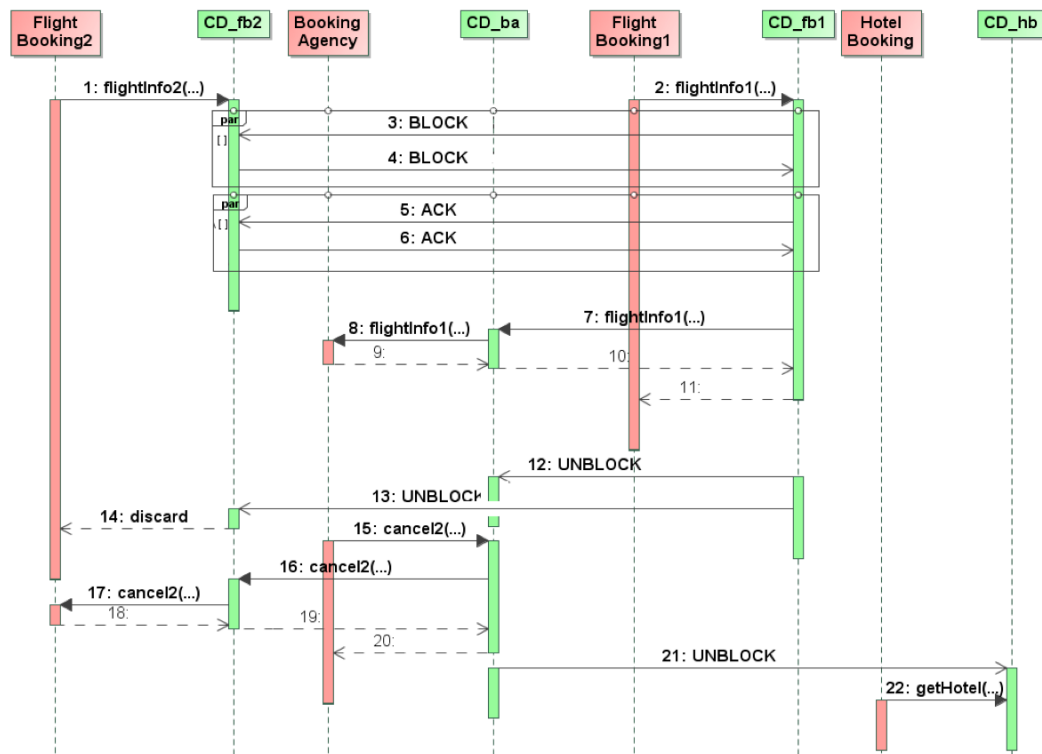 Flight
Booking2
CD_fb2
Booking
Agency
CD_ba
Flight
Booking1
CD_fb1
Hotel
Booking
CD_hb
1: flightInfo2(...)
2: flightInfo1(...)
par
[ ]
3: BLOCK
4: BLOCK
par
[ ]
5: ACK
6: ACK
7: flightInfo1(...)
8: flightInfo1(...)
9:
10:
11:
12: UNBLOCK
13: UNBLOCK
14: discard
15: cancel2(...)
16: cancel2(...)
17: cancel2(...)
18:
19:
20:
21: UNBLOCK
22: getHotel(...)